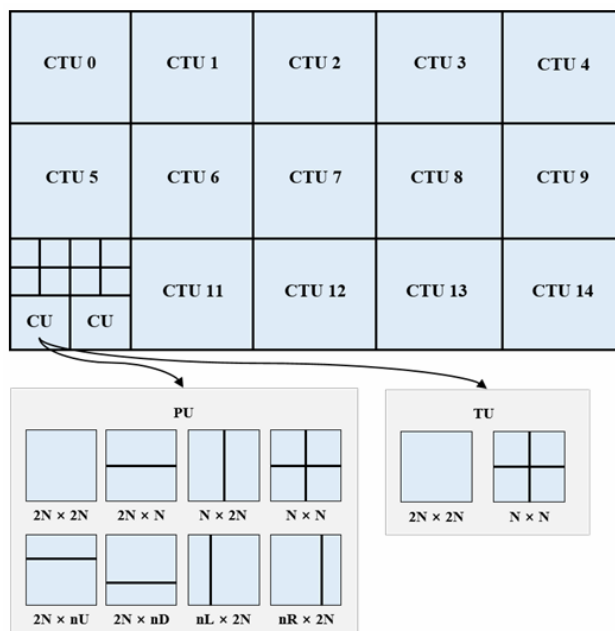 CTU 0 CTU 1 CTU 2 CTU 3 CTU 4
CTU 5 CTU 6 CTU 7 CTU 8 CTU 9
CTU 11 CTU 12 CTU 13 CTU 14
CU CU
PU
2N × 2N 2N × N N × 2N N × N
2N × nU 2N × nD nL × 2N nR × 2N
TU
2N × 2N N × N